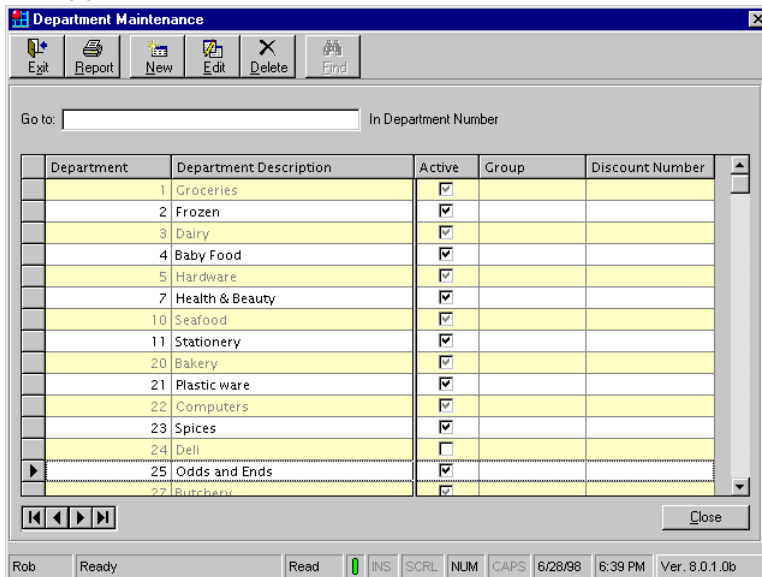 Department Maintenance
Exit Report New Edit Delete Find
Go to: In Department Number
Department Department Description Active Group Discount Number
1 Groceries
2 Frozen
3 Dairy
4 Baby Food
5 Hardware
7 Health & Beauty
10 Seafood
11 Stationery
20 Bakery
21 Plastic ware
22 Computers
23 Spices
24 Deli
25 Odds and Ends
27 Butchery
Close
Rob Ready Read INS SCRL NUM CAPS 6/28/98 6:39 PM Ver. 8.0.1.0b